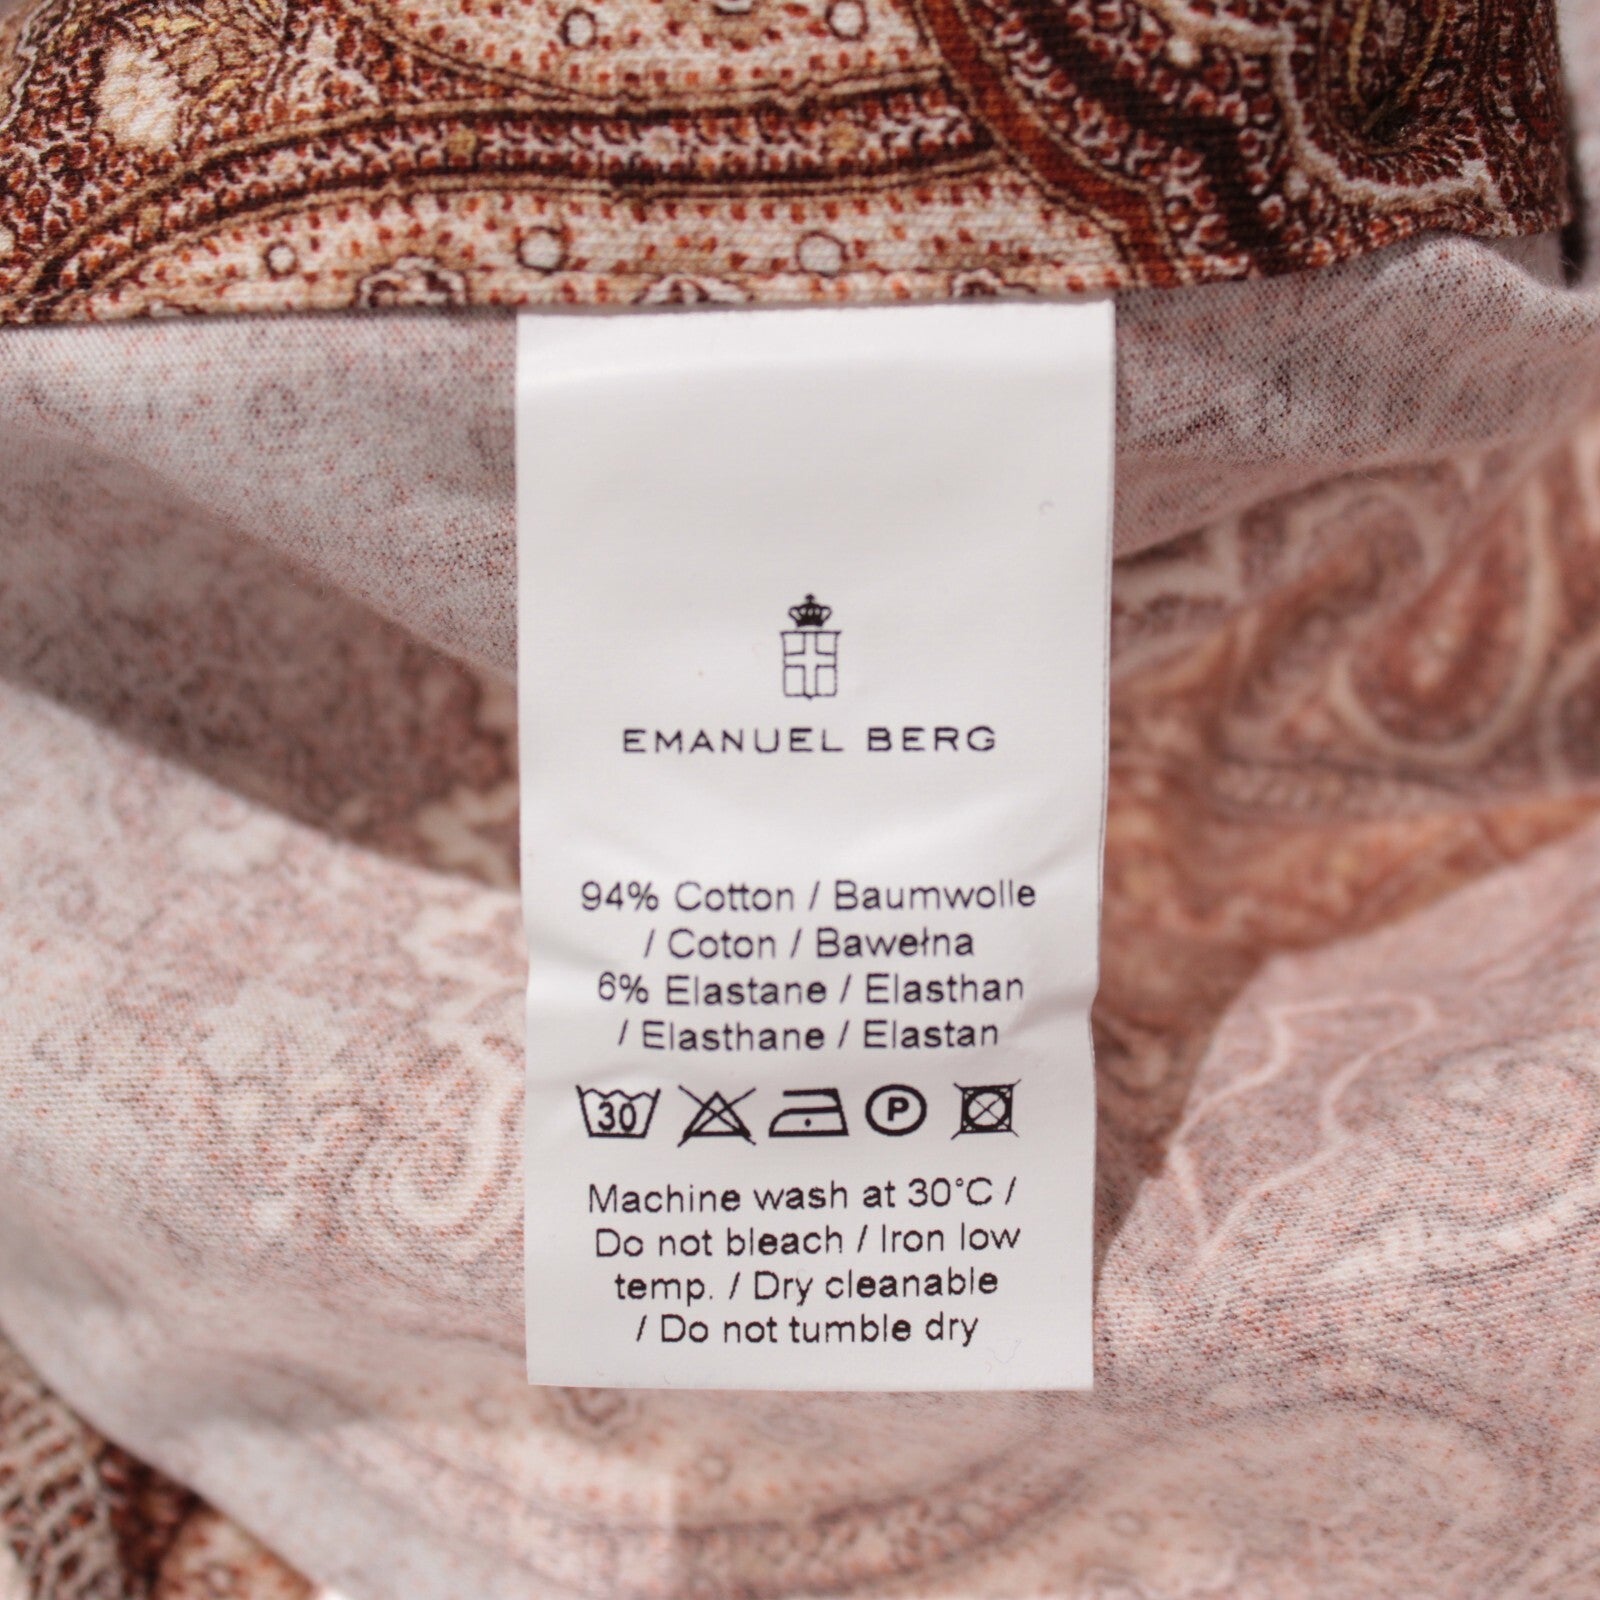 EMANUEL BERG
94% Cotton / Baumwolle
/ Coton / Bawełna
6% Elastane / Elasthan
/ Elasthane / Elastan
30 P
Machine wash at 30°C /
Do not bleach / Iron low
temp. / Dry cleanable
/ Do not tumble dry